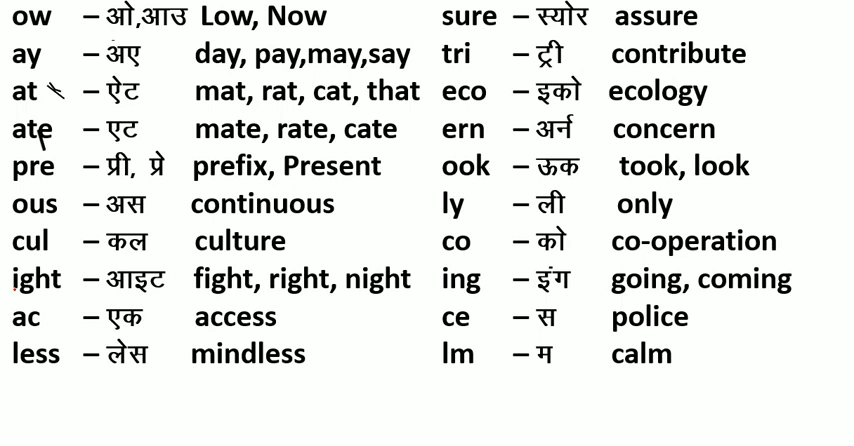 ow – ओ,आउ Low, Now sure – स्योर assure
ay – अए day, pay,may,say tri – ट्री contribute
at – ऐट mat, rat, cat, that eco – इको ecology
ate – एट mate, rate, cate ern – अर्न concern
pre – प्री, प्रे prefix, Present ook – ऊक took, look
ous – अस continuous ly – ली only
cul – कल culture co – को co-operation
ight – आइट fight, right, night ing – इंग going, coming
ac – एक access ce – स police
less – लेस mindless lm – म calm